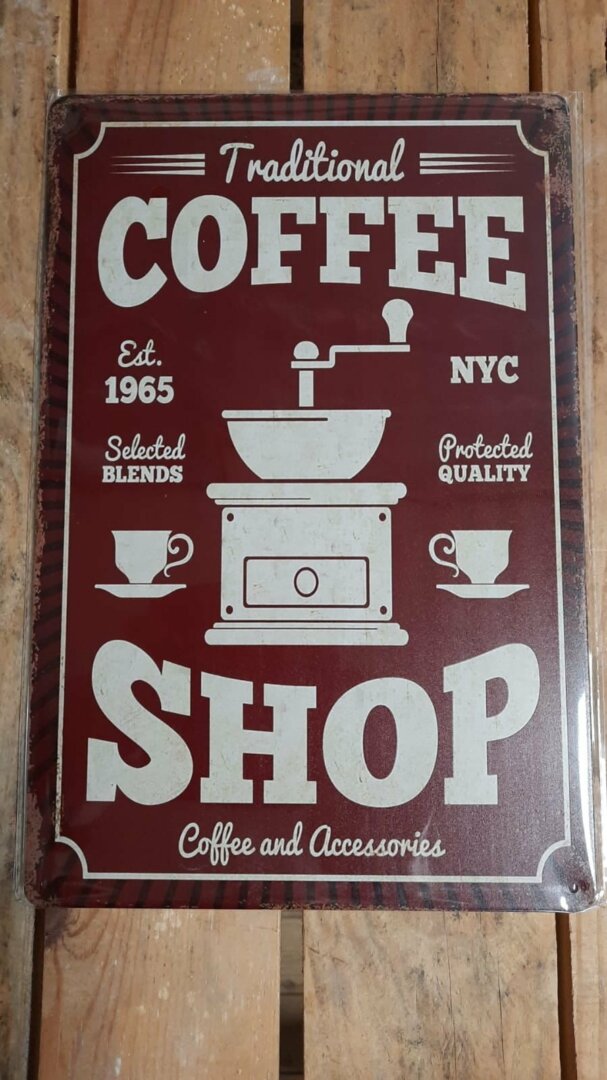 Traditional
COFFEE
Est.
1965
NYC
Selected
BLENDS
Protected
QUALITY
SHOP
Coffee and Accessories